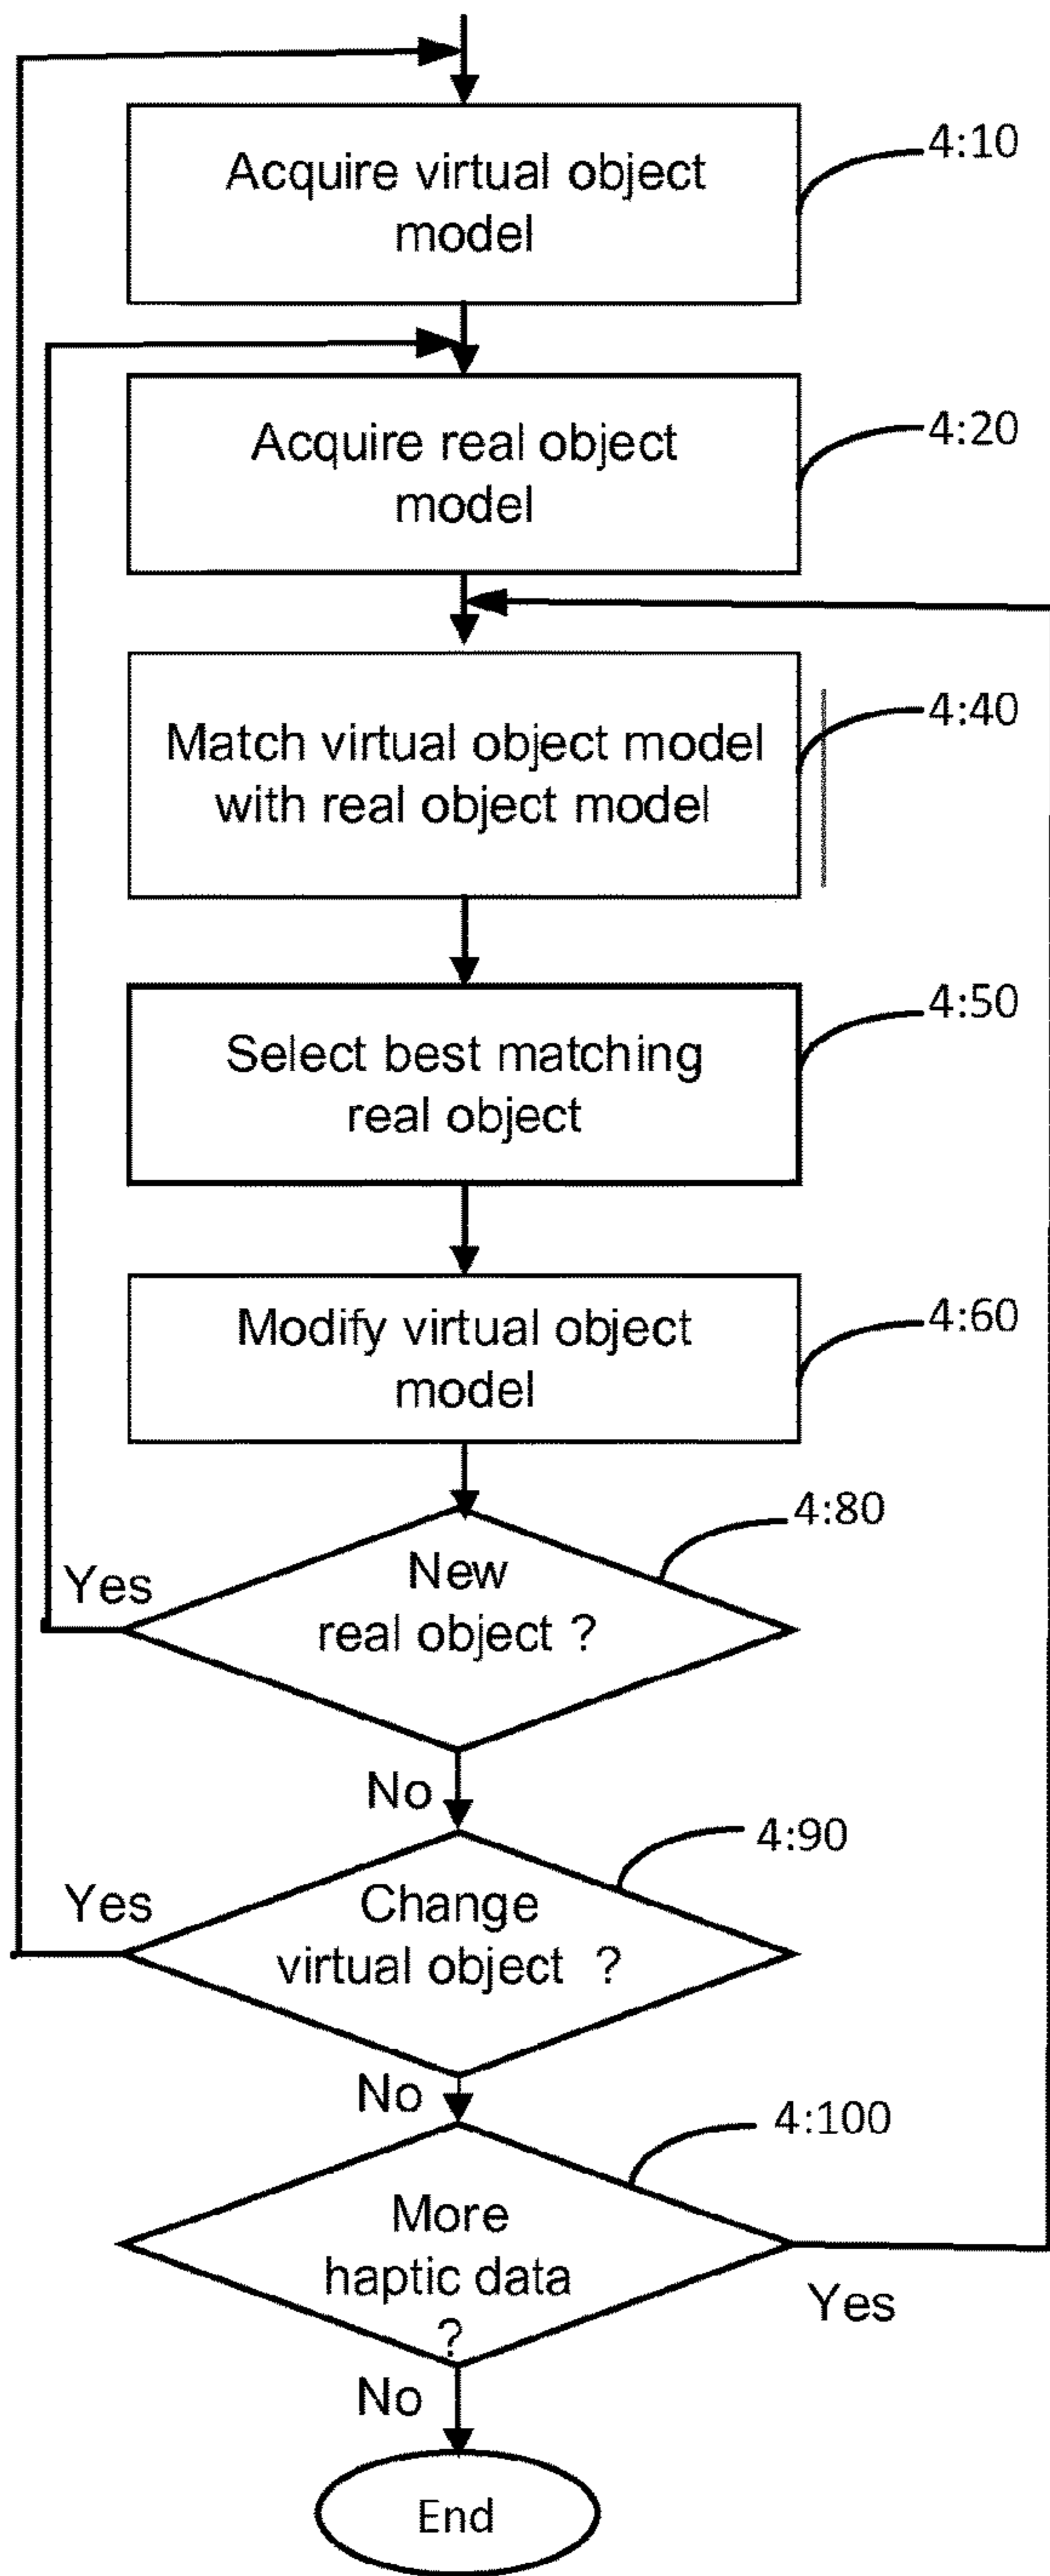 Acquire virtual object
model
4:10
Acquire real object
model
4:20
Match virtual object model
with real object model
4:40
Select best matching
real object
4:50
Modify virtual object
model
4:60
New
real object ?
4:80
Yes
No
Change
virtual object ?
4:90
Yes
No
More
haptic data
?
4:100
Yes
No
End